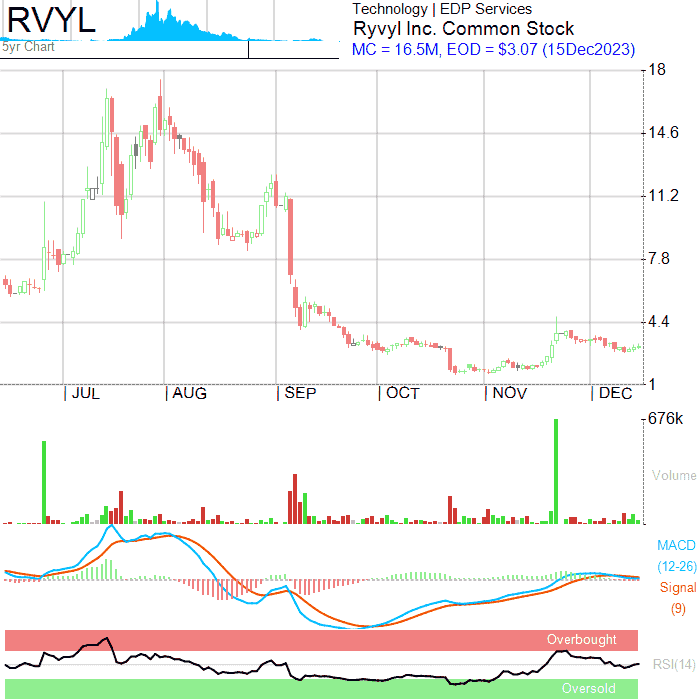 RVYL
5yr Chart
Technology | EDP Services
Ryvyl Inc. Common Stock
MC = 16.5M, EOD = $3.07 (15Dec2023)
18
14.6
11.2
7.8
4.4
1
JUL
AUG
SEP
OCT
NOV
DEC
676k
Volume
MACD
(12-26)
Signal
(9)
Overbought
RSI(14)
Oversold